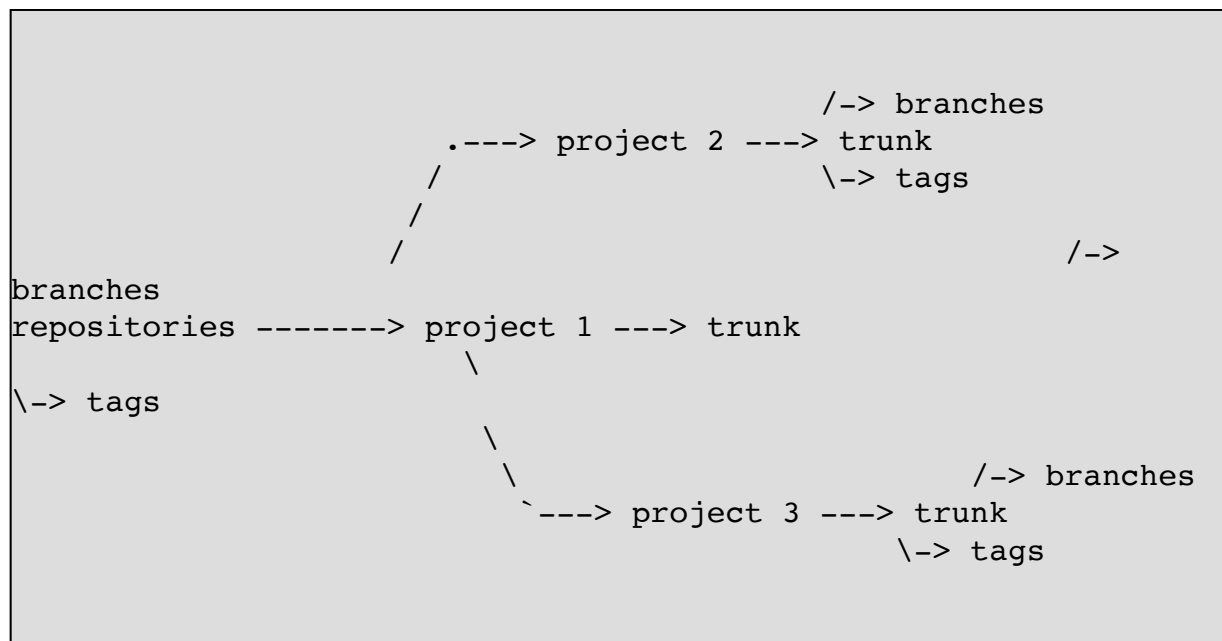 /-> branches
.---> project 2 ---> trunk
/ \-> tags
/
/ /->
branches
repositories -------> project 1 ---> trunk
\
\-> tags
\
\ /-> branches
`---> project 3 ---> trunk
\-> tags